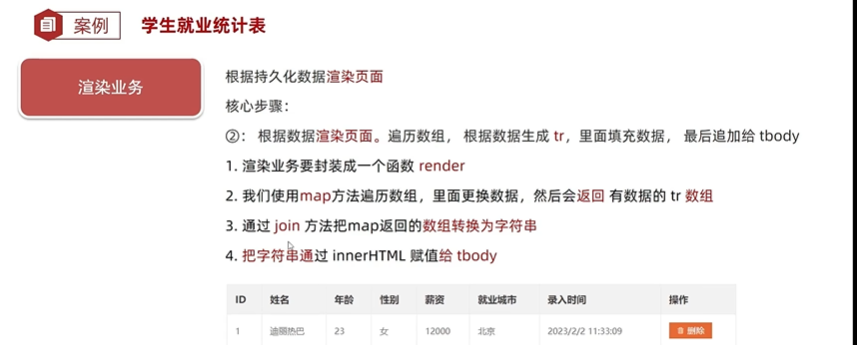 案例 学生就业统计表
渲染业务
根据持久化数据渲染页面
核心步骤：
②： 根据数据渲染页面。遍历数组， 根据数据生成 tr，里面填充数据， 最后追加给 tbody
1. 渲染业务要封装成一个函数 render
2. 我们使用map方法遍历数组，里面更换数据，然后会返回 有数据的 tr 数组
3. 通过 join 方法把map返回的数组转换为字符串
4. 把字符串通过 innerHTML 赋值给 tbody
ID 姓名 年龄 性别 薪资 就业城市 录入时间 操作
1 迪丽热巴 23 女 12000 北京 2023/2/2 11:33:09 删除